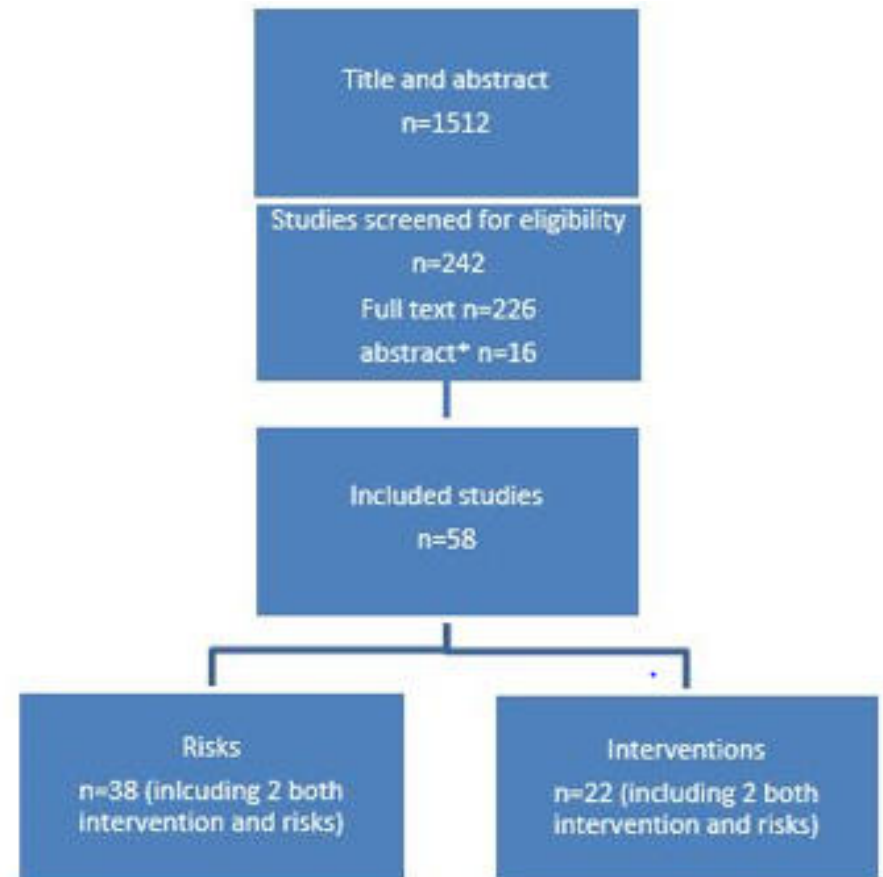 Title and abstract
n=1512
Studies screened for eligibility
n=242
Full text n=226
abstract* n=16
Included studies
n=58
Risks
n=38 (inlcuding 2 both
intervention and risks)
Interventions
n=22 (including 2 both
intervention and risks)